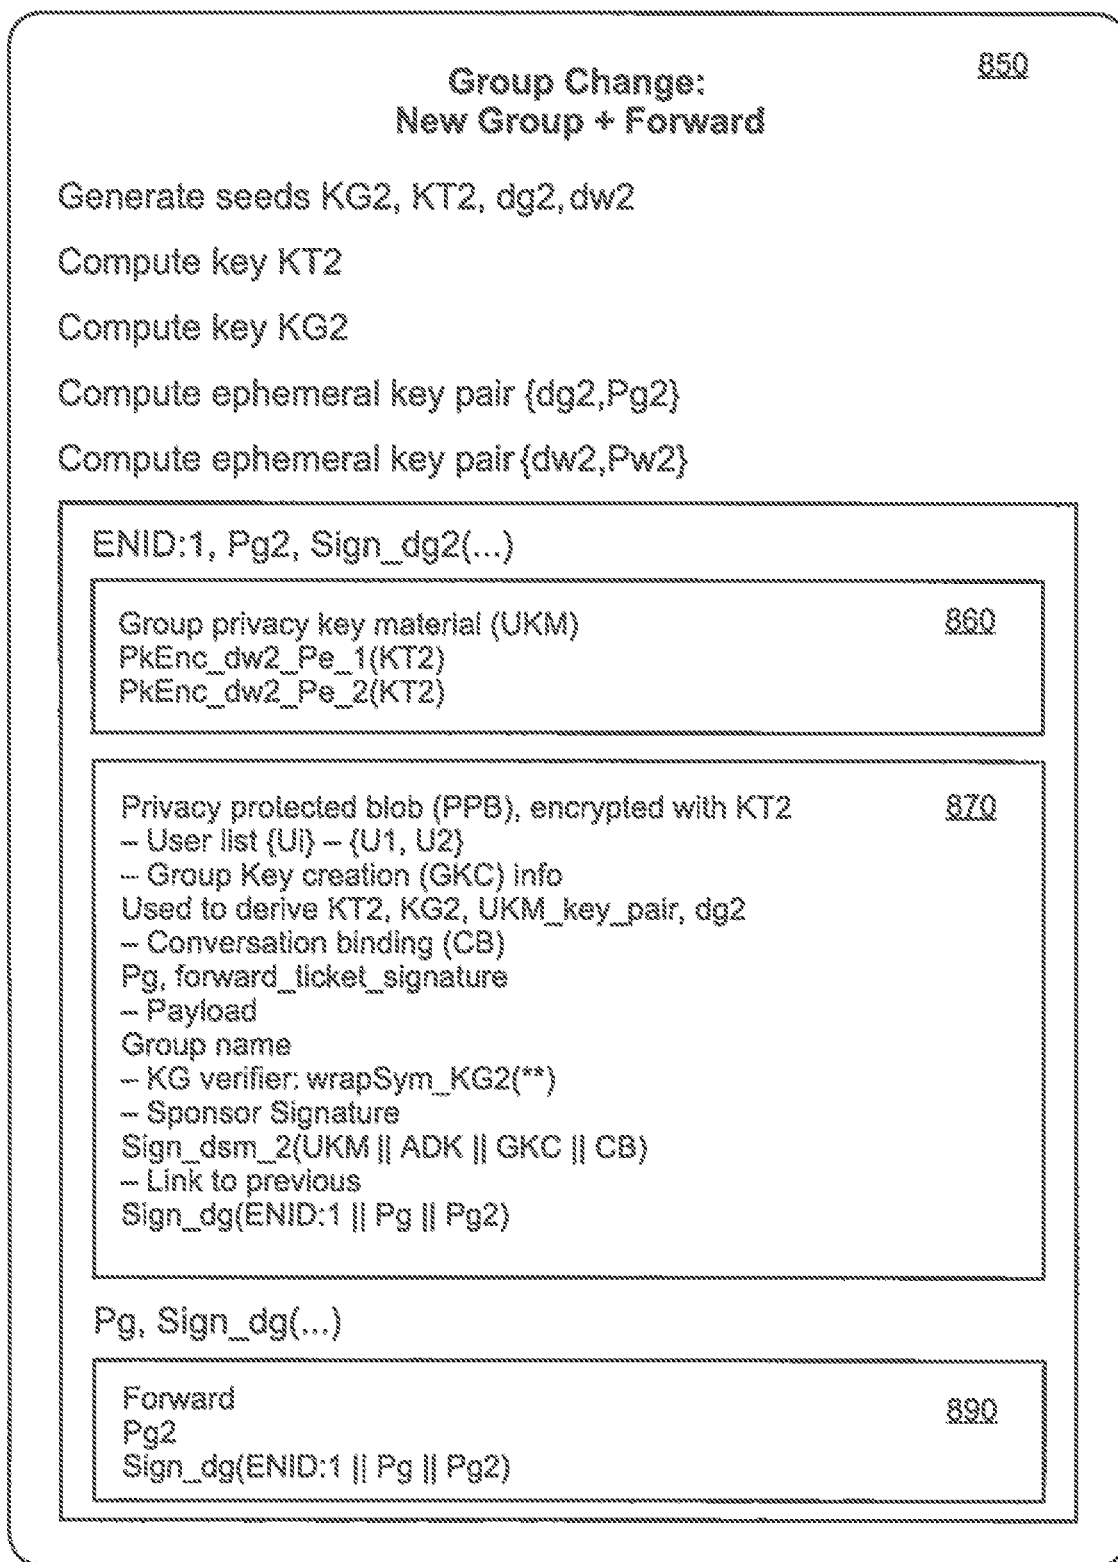 850
Group Change:
New Group + Forward
Generate seeds KG2, KT2, dg2, dw2
Compute key KT2
Compute key KG2
Compute ephemeral key pair {dg2,Pg2}
Compute ephemeral key pair {dw2,Pw2}
ENID:1, Pg2, Sign_dg2(...)
Group privacy key material (UKM) 860
PkEnc_dw2_Pe_1(KT2)
PkEnc_dw2_Pe_2(KT2)
Privacy protected blob (PPB), encrypted with KT2 870
– User list {Ui} – {U1, U2}
– Group Key creation (GKC) info
Used to derive KT2, KG2, UKM_key_pair, dg2
– Conversation binding (CB)
Pg, forward_ticket_signature
– Payload
Group name
– KG verifier: wrapSym_KG2(**)
– Sponsor Signature
Sign_dsm_2(UKM || ADK || GKC || CB)
– Link to previous
Sign_dg(ENID:1 || Pg || Pg2)
Pg, Sign_dg(...)
Forward 890
Pg2
Sign_dg(ENID:1 || Pg || Pg2)